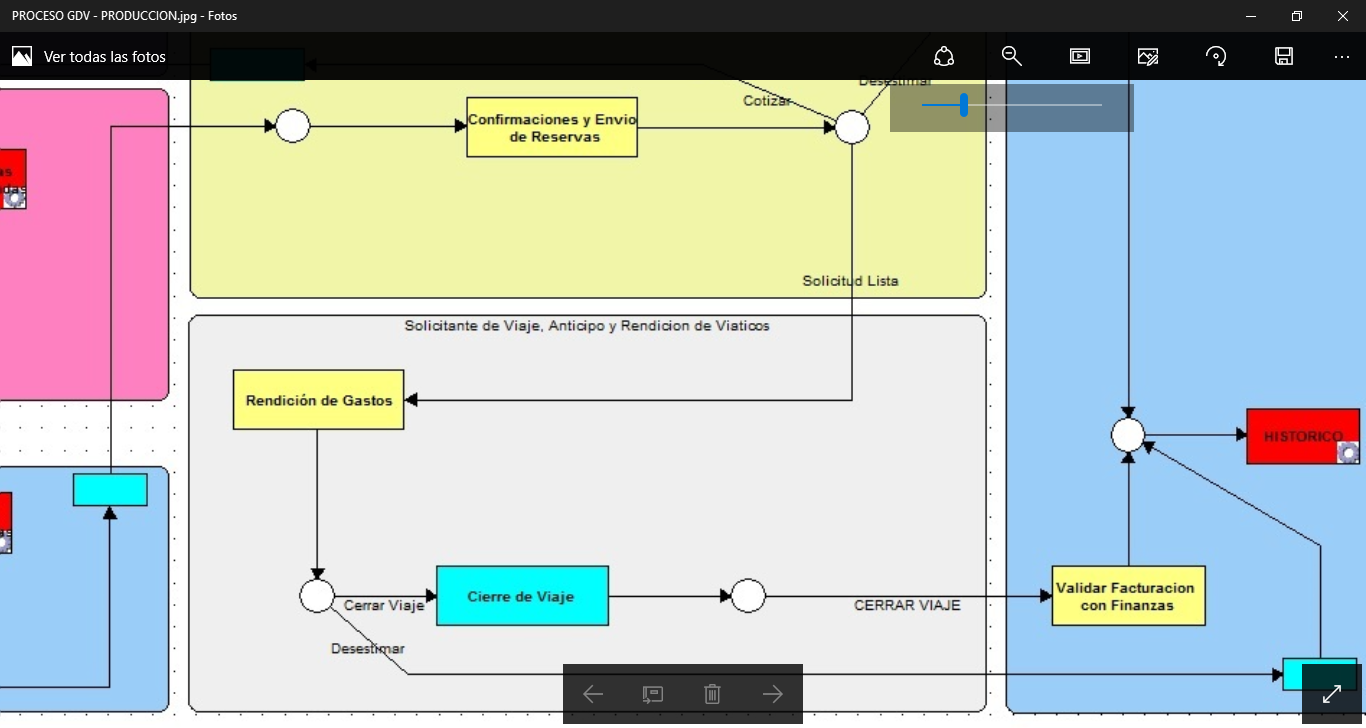 PROCESO GDV - PRODUCCION.jpg - Fotos
Ver todas las fotos
Desestimar
Cotizar
Confirmaciones y Envio
de Reservas
Solicitud Lista
Solicitante de Viaje, Anticipo y Rendicion de Viaticos
Rendición de Gastos
HISTORICO
Cerrar Viaje
Cierre de Viaje
CERRAR VIAJE
Validar Facturacion
con Finanzas
Desestimar